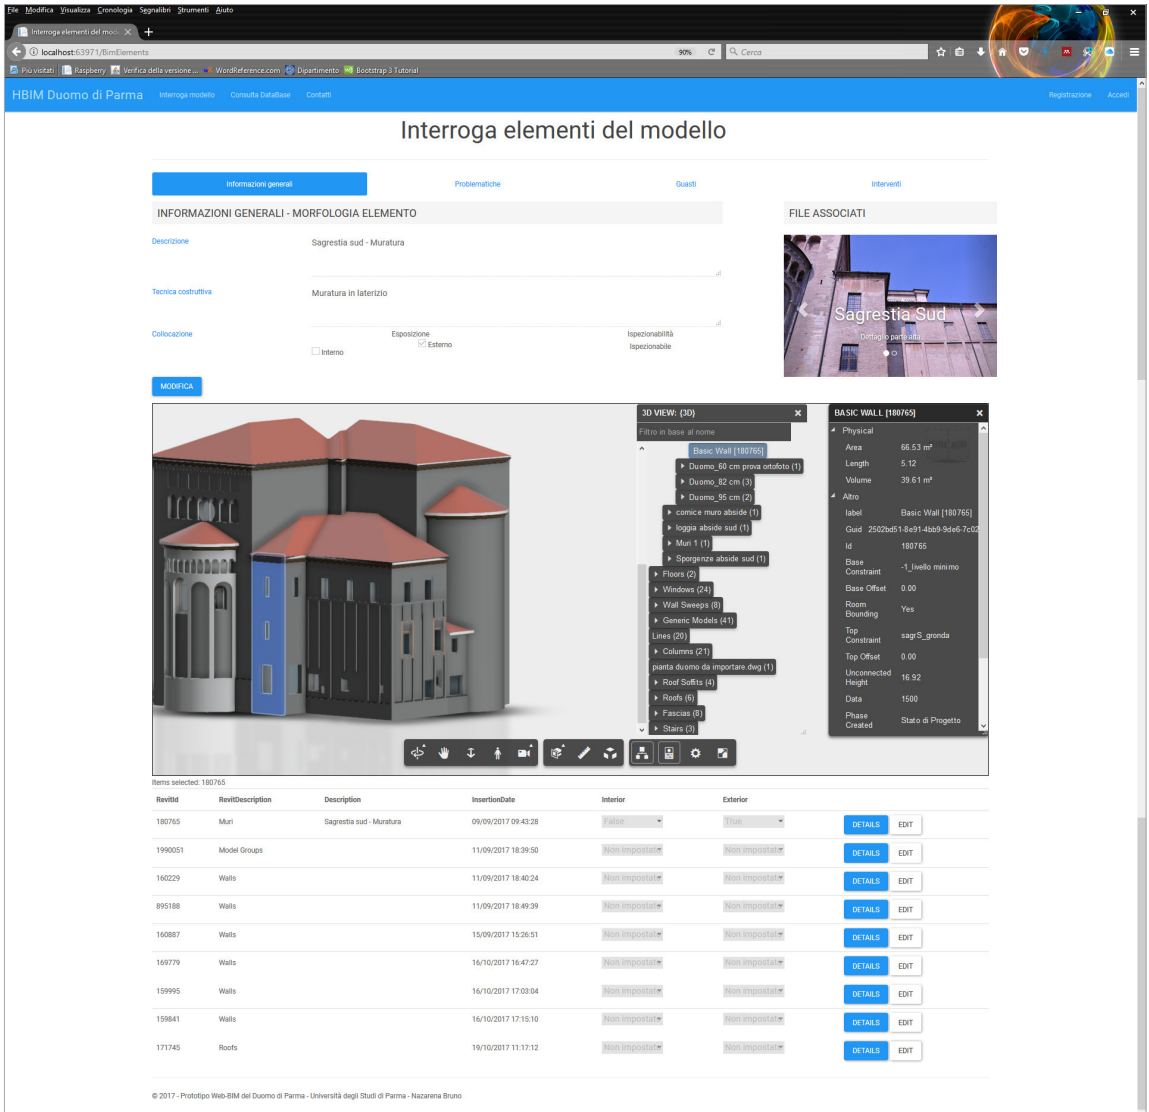 File Modifica Visualizza Cronologia Segnalibri Strumenti Aiuto
Interroga elementi del mod
localhost:63971/BimElements
90%
Cerca
Più visitati Raspberry Verifica della versione ... WordReference.com Dipartimento Bootstrap 3 Tutorial
HBIM Duomo di Parma Interroga modello Consulta DataBase Contatti Registrazione Accedi
Interroga elementi del modello
Informazioni generali Problematiche Guasti Interventi
INFORMAZIONI GENERALI - MORFOLOGIA ELEMENTO
FILE ASSOCIATI
Descrizione Sagrestia sud - Muratura
Tecnica costruttiva Muratura in laterizio
Collocazione Esposizione Ispezionabilità
Interno Esterno Ispezionabile
Sagrestia Sud
Dettaglio parte alta.
MODIFICA
3D VIEW: {3D}
Filtro in base al nome
Basic Wall [180765]
Duomo_60 cm prova ortofoto (1)
Duomo_82 cm (3)
Duomo_95 cm (2)
cornice muro abside (1)
loggia abside sud (1)
Muri 1 (1)
Sporgenze abside sud (1)
Floors (2)
Windows (24)
Wall Sweeps (8)
Generic Models (41)
Lines (20)
Columns (21)
pianta duomo da importare dwg (1)
Roof Soffits (4)
Roofs (6)
Fascias (8)
Stairs (3)
BASIC WALL [180765]
Physical
Area 66.53 m²
Length 5.12
Volume 39.61 m³
Altro
label Basic Wall [180765]
Guid 2502bd51-8e91-4bb9-9de6-7c02
Id 180765
Base Constraint -1_livello minimo
Base Offset 0.00
Room Bounding Yes
Top Constraint sagrS_gronda
Top Offset 0.00
Unconnected Height 16.92
Data 1500
Phase Created Stato di Progetto
Items selected: 180765
RevitId RevitDescription Description InsertionDate Interior Exterior
180765 Muri Sagrestia sud - Muratura 09/09/2017 09:43:28 False True DETAILS EDIT
1990051 Model Groups 11/09/2017 18:39:50 Non impostato Non impostato DETAILS EDIT
160229 Walls 11/09/2017 18:40:24 Non impostato Non impostato DETAILS EDIT
895188 Walls 11/09/2017 18:49:39 Non impostato Non impostato DETAILS EDIT
160887 Walls 15/09/2017 15:26:51 Non impostato Non impostato DETAILS EDIT
169779 Walls 16/10/2017 16:47:27 Non impostato Non impostato DETAILS EDIT
159995 Walls 16/10/2017 17:03:04 Non impostato Non impostato DETAILS EDIT
159841 Walls 16/10/2017 17:15:10 Non impostato Non impostato DETAILS EDIT
171745 Roofs 19/10/2017 11:17:12 Non impostato Non impostato DETAILS EDIT
© 2017 - Prototipo Web-BIM del Duomo di Parma - Università degli Studi di Parma - Nazarena Bruno